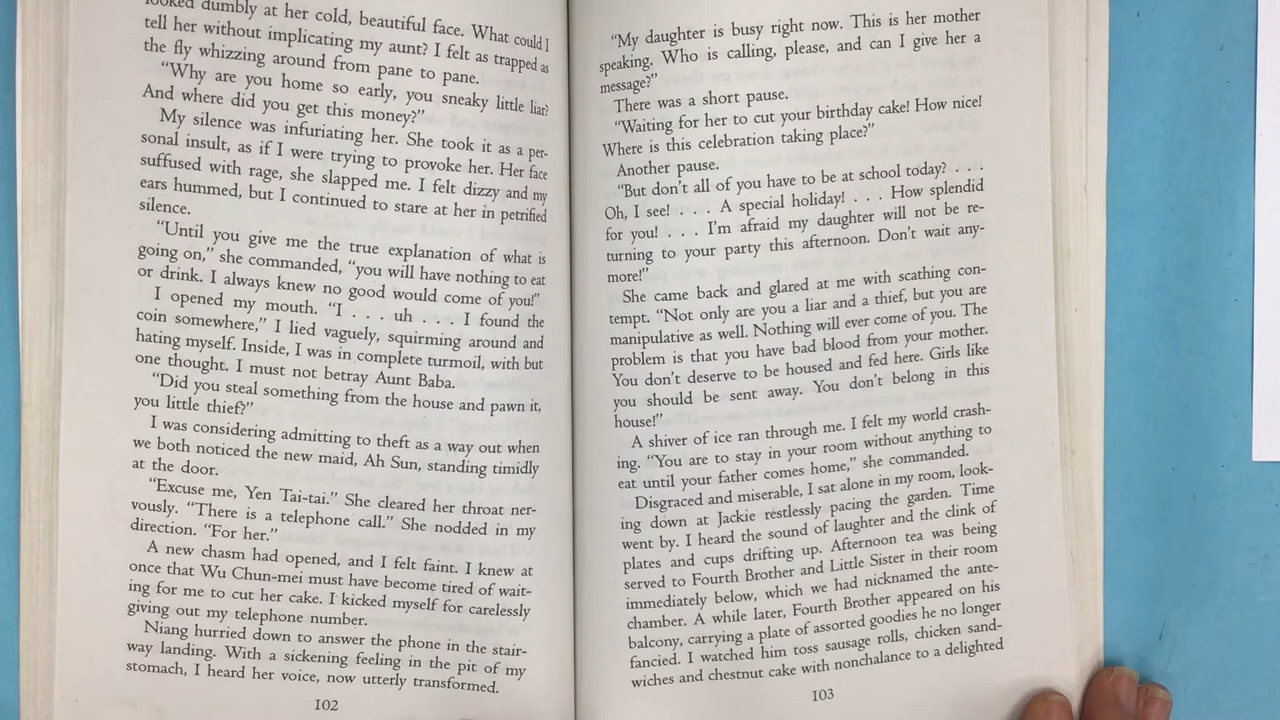 looked dumbly at her cold, beautiful face. What could I
tell her without implicating my aunt? I felt as trapped as
the fly whizzing around from pane to pane.
“Why are you home so early, you sneaky little liar?
And where did you get this money?”
My silence was infuriating her. She took it as a per-
sonal insult, as if I were trying to provoke her. Her face
suffused with rage, she slapped me. I felt dizzy and my
ears hummed, but I continued to stare at her in petrified
silence.
“Until you give me the true explanation of what is
going on,” she commanded, “you will have nothing to eat
or drink. I always knew no good would come of you!”
I opened my mouth. “I . . . uh . . . I found the
coin somewhere,” I lied vaguely, squirming around and
hating myself. Inside, I was in complete turmoil, with but
one thought. I must not betray Aunt Baba.
“Did you steal something from the house and pawn it,
you little thief?”
I was considering admitting to theft as a way out when
we both noticed the new maid, Ah Sun, standing timidly
at the door.
“Excuse me, Yen Tai-tai.” She cleared her throat ner-
vously. “There is a telephone call.” She nodded in my
direction. “For her.”
A new chasm had opened, and I felt faint. I knew at
once that Wu Chun-mei must have become tired of wait-
ing for me to cut her cake. I kicked myself for carelessly
giving out my telephone number.
Niang hurried down to answer the phone in the stair-
way landing. With a sickening feeling in the pit of my
stomach, I heard her voice, now utterly transformed.
102
“My daughter is busy right now. This is her mother
speaking. Who is calling, please, and can I give her a
message?”
There was a short pause.
“Waiting for her to cut your birthday cake! How nice!
Where is this celebration taking place?”
Another pause.
“But don’t all of you have to be at school today? . . .
Oh, I see! . . . A special holiday! . . . How splendid
for you! . . . I’m afraid my daughter will not be re-
turning to your party this afternoon. Don’t wait any-
more!”
She came back and glared at me with scathing con-
tempt. “Not only are you a liar and a thief, but you are
manipulative as well. Nothing will ever come of you. The
problem is that you have bad blood from your mother.
You don’t deserve to be housed and fed here. Girls like
you should be sent away. You don’t belong in this
house!”
A shiver of ice ran through me. I felt my world crash-
ing. “You are to stay in your room without anything to
eat until your father comes home,” she commanded.
Disgraced and miserable, I sat alone in my room, look-
ing down at Jackie restlessly pacing the garden. Time
went by. I heard the sound of laughter and the clink of
plates and cups drifting up. Afternoon tea was being
served to Fourth Brother and Little Sister in their room
immediately below, which we had nicknamed the ante-
chamber. A while later, Fourth Brother appeared on his
balcony, carrying a plate of assorted goodies he no longer
fancied. I watched him toss sausage rolls, chicken sand-
wiches and chestnut cake with nonchalance to a delighted
103